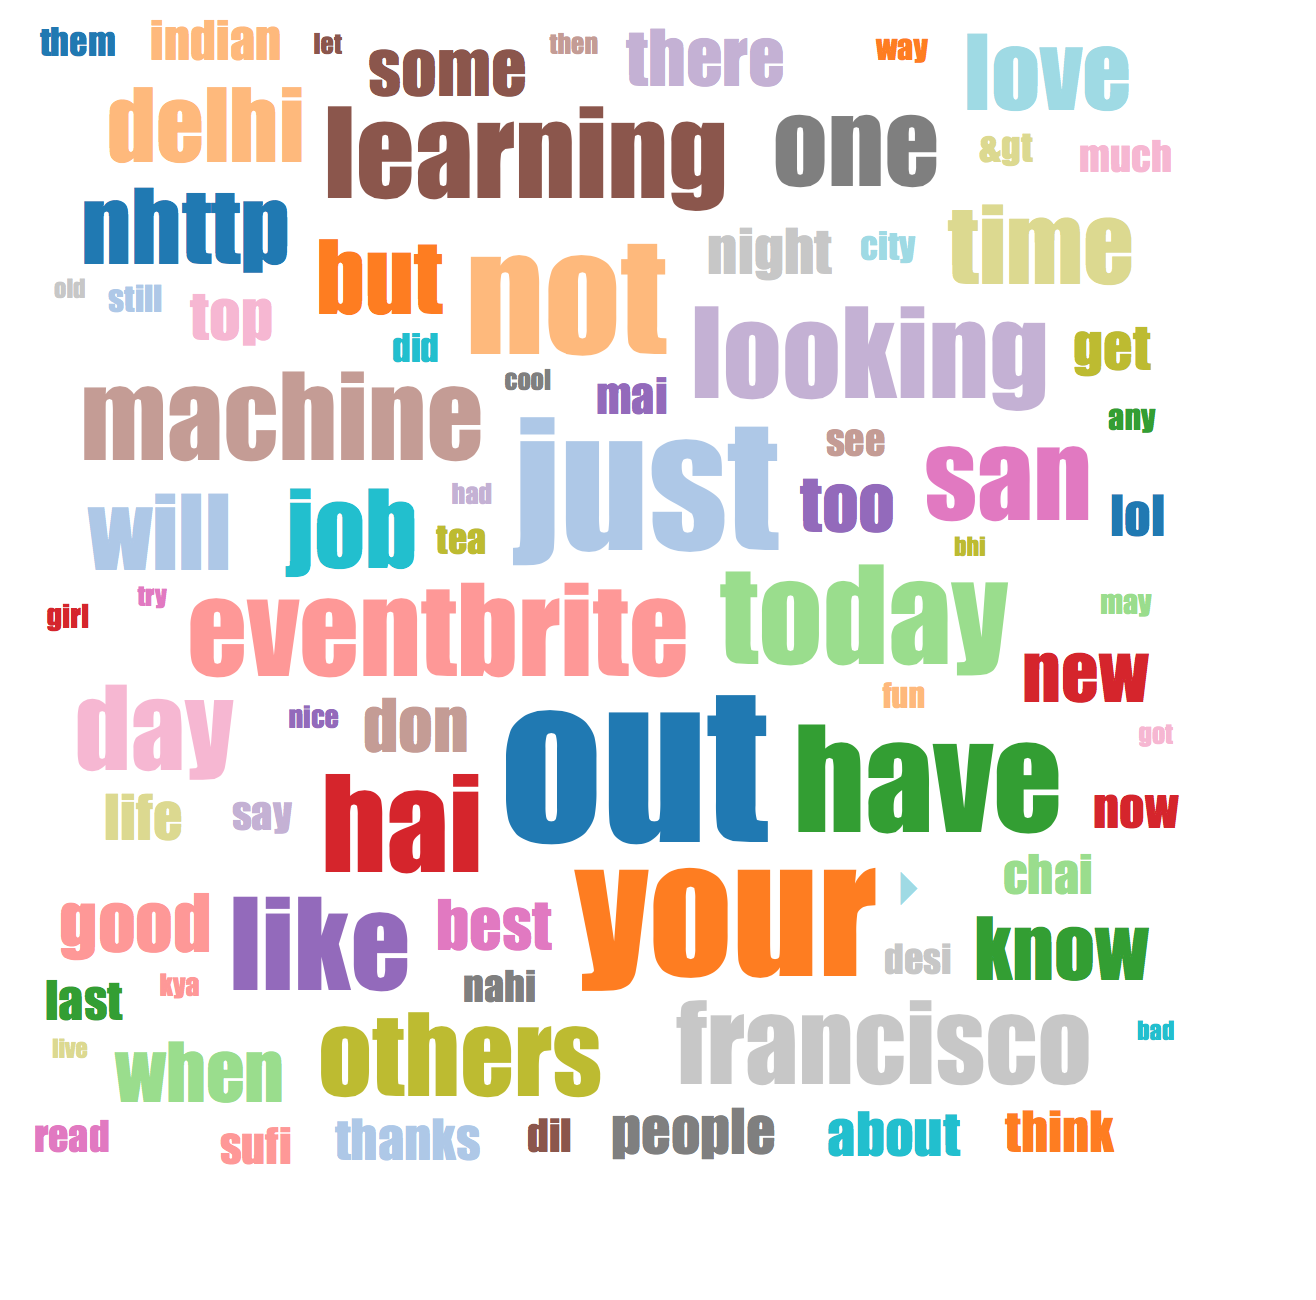 them indian let some then there way love
delhi learning one &gt much
nhttp but not night city time
old still top did looking get
machine cool mai any
will job had tea just see too san lol
bhi
girl try eventbrite today may
new
day nice don out fun have got
life say hai now
your chai
good like best desi know
last kya nahi
live when others francisco bad
read sufi thanks dil people about think